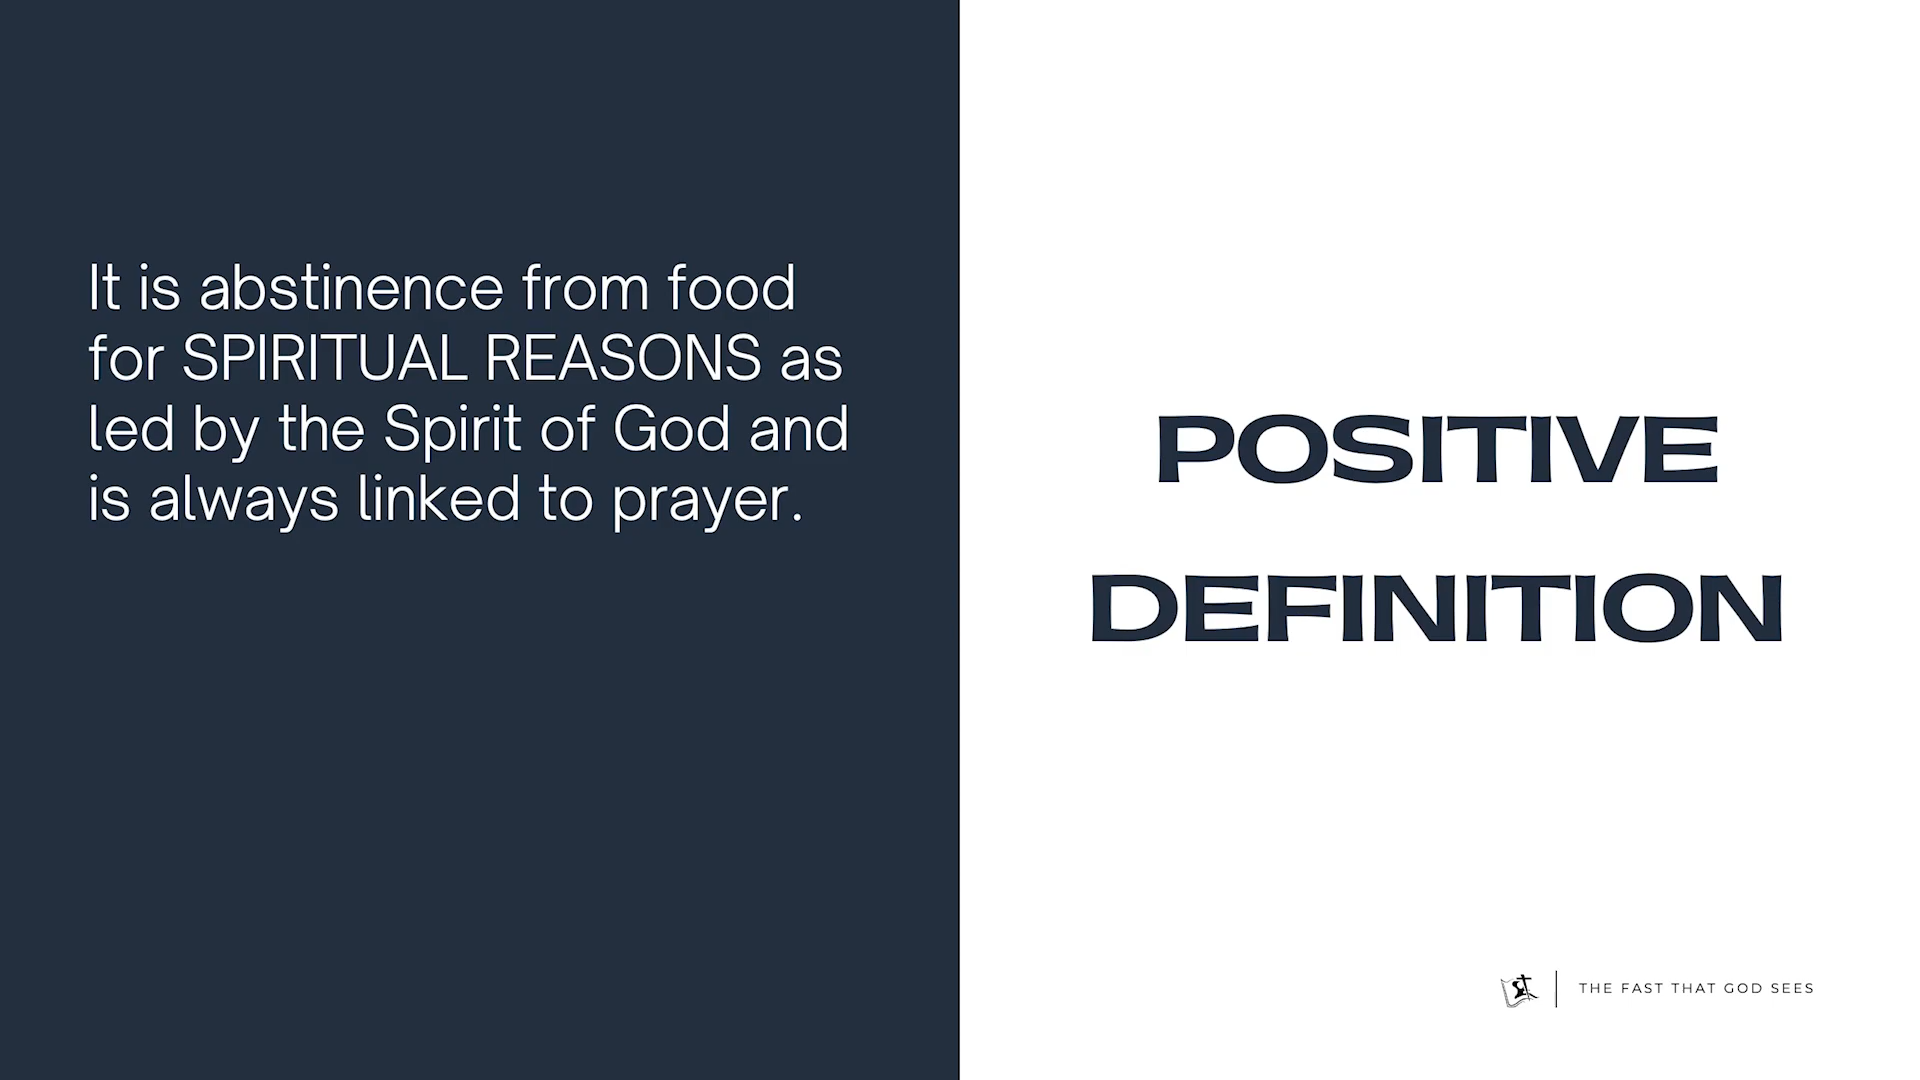 It is abstinence from food
for SPIRITUAL REASONS as
led by the Spirit of God and
is always linked to prayer.
POSITIVE
DEFINITION
THE FAST THAT GOD SEES